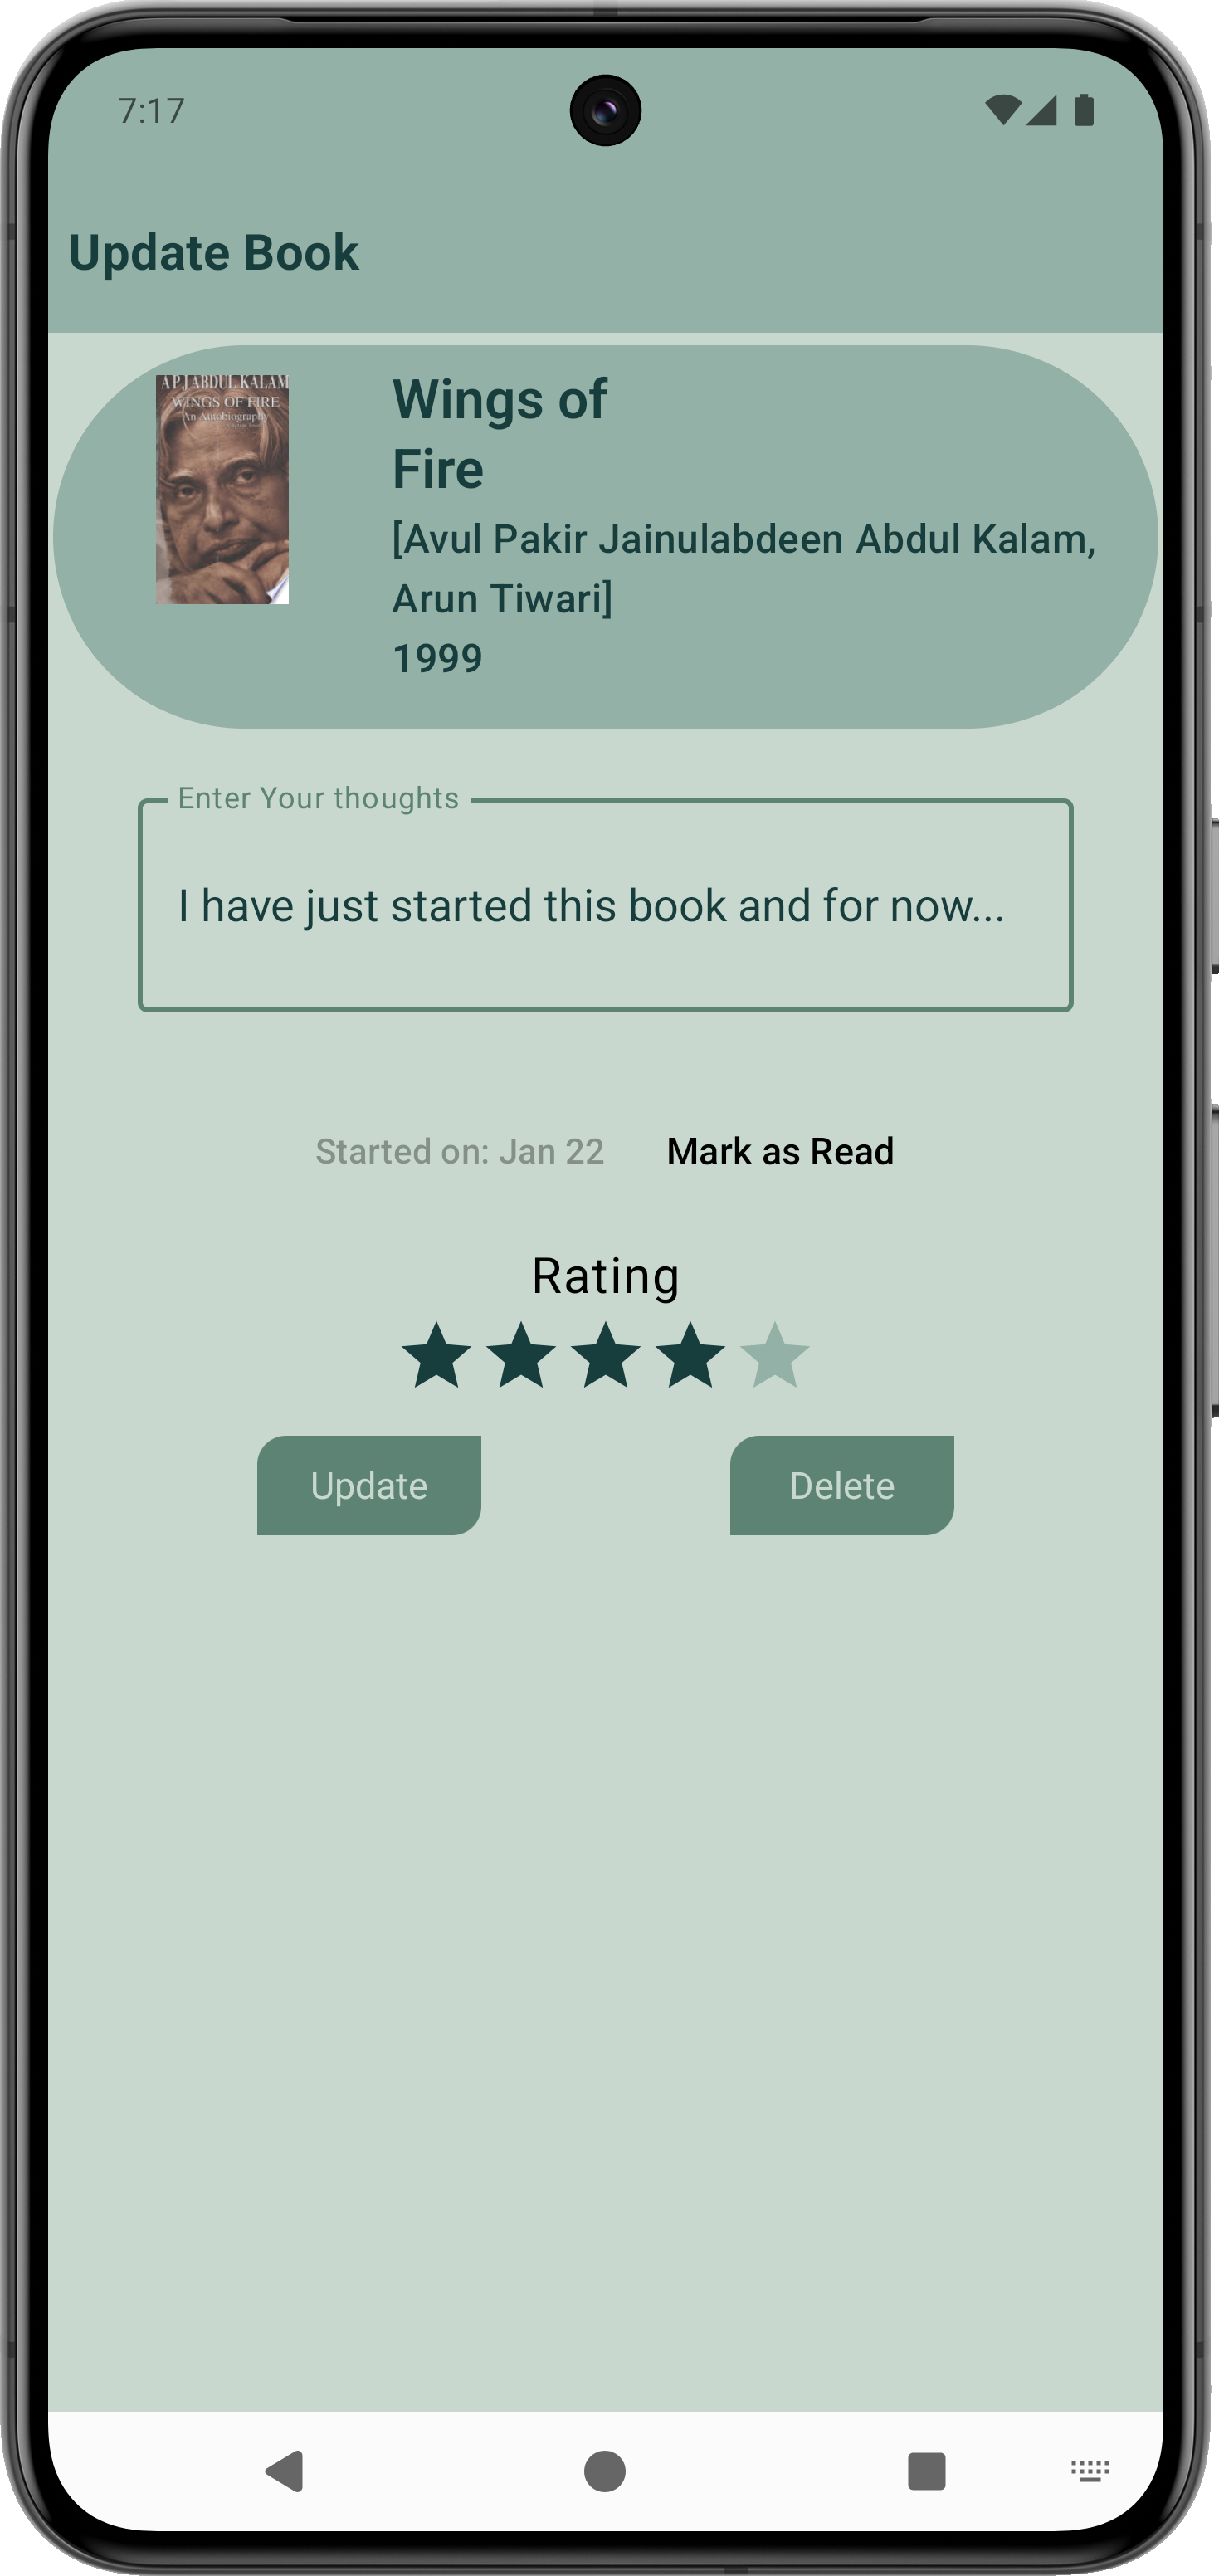 7:17
Update Book
A P J ABDUL KALAM
WINGS OF FIRE
An Autobiography
Wings of
Fire
[Avul Pakir Jainulabdeen Abdul Kalam,
Arun Tiwari]
1999
Enter Your thoughts
I have just started this book and for now...
Started on: Jan 22 Mark as Read
Rating
Update Delete